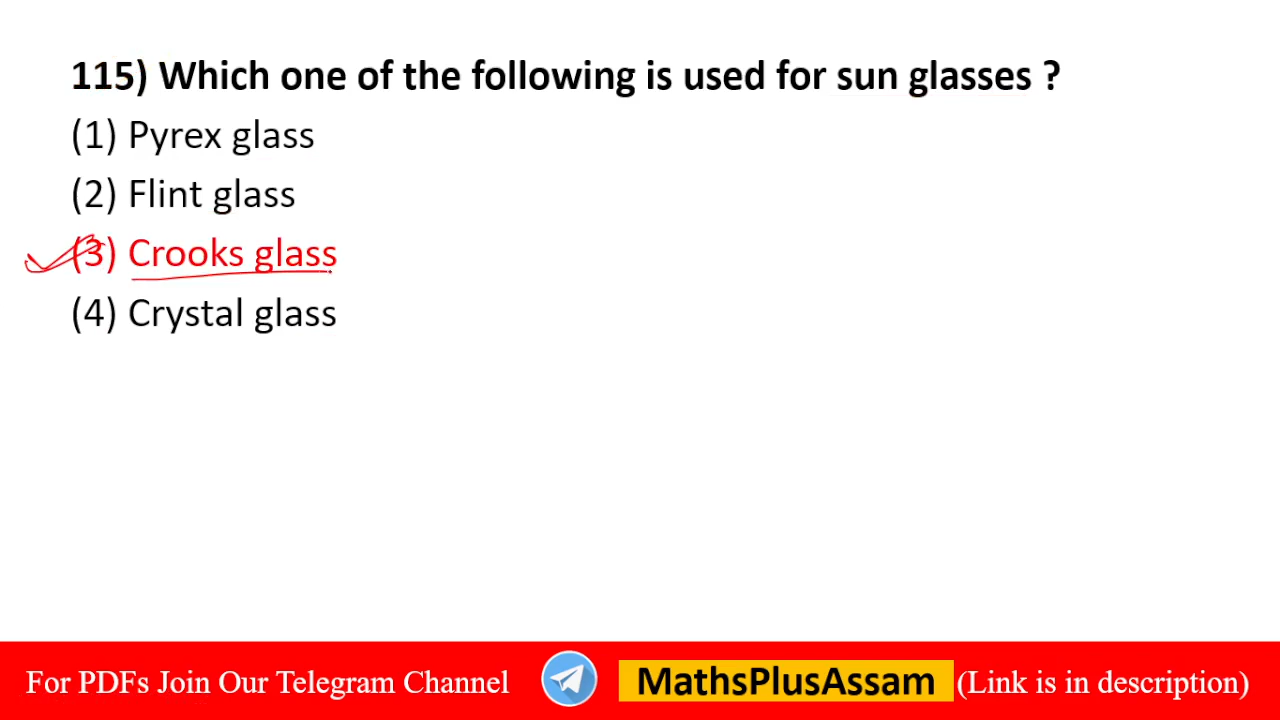 115) Which one of the following is used for sun glasses ?
(1) Pyrex glass
(2) Flint glass
(3) Crooks glass
(4) Crystal glass
For PDFs Join Our Telegram Channel MathsPlusAssam (Link is in description)